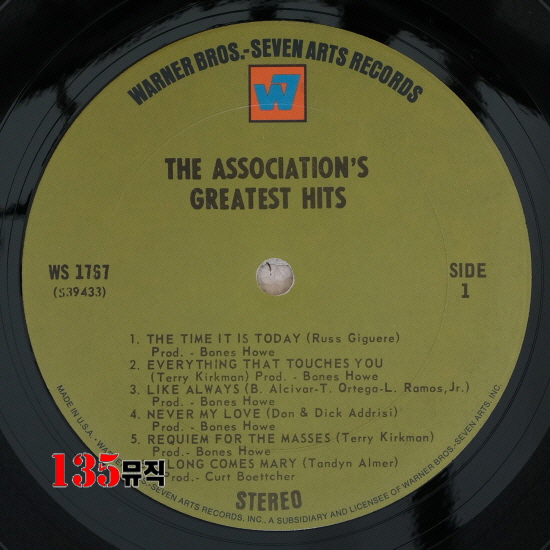 WARNER BROS.-SEVEN ARTS RECORDS
W7
THE ASSOCIATION'S
GREATEST HITS
WS 1767
(S39433)
SIDE
1
1. THE TIME IT IS TODAY (Russ Giguere)
Prod. - Bones Howe
2. EVERYTHING THAT TOUCHES YOU
(Terry Kirkman) Prod. - Bones Howe
3. LIKE ALWAYS (B. Alcivar-T. Ortega-L. Ramos, Jr.)
Prod. - Bones Howe
4. NEVER MY LOVE (Don & Dick Addrisi)
Prod. - Bones Howe
5. REQUIEM FOR THE MASSES (Terry Kirkman)
Prod. - Bones Howe
LONG COMES MARY (Tandyn Almer)
Prod.- Curt Boettcher
STEREO
MADE IN U.S.A. - WA
BROS.-SEVEN ARTS RECORDS, INC., A SUBSIDIARY AND LICENSEE OF WARNER BROS.-SEVEN ARTS, INC.
135뮤직